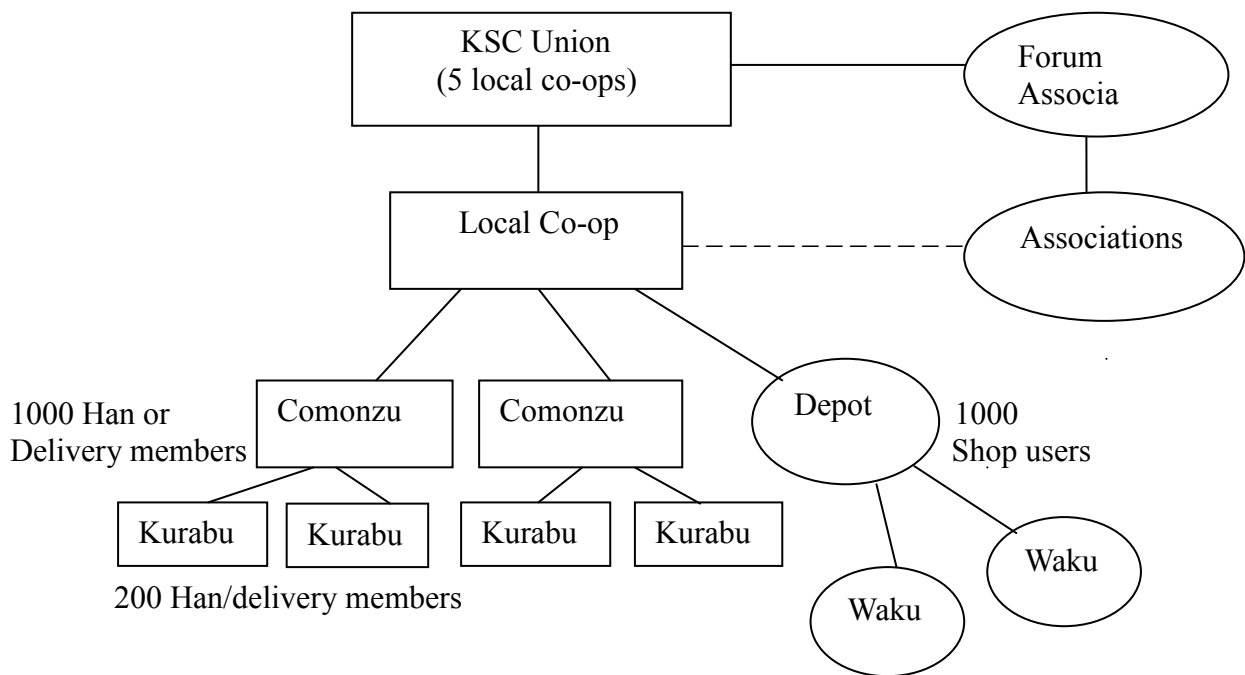 KSC Union
(5 local co-ops)
Forum
Associa
Local Co-op
Associations
1000 Han or
Delivery members
Comonzu
Comonzu
Depot
1000
Shop users
Kurabu
Kurabu
Kurabu
Kurabu
200 Han/delivery members
Waku
Waku